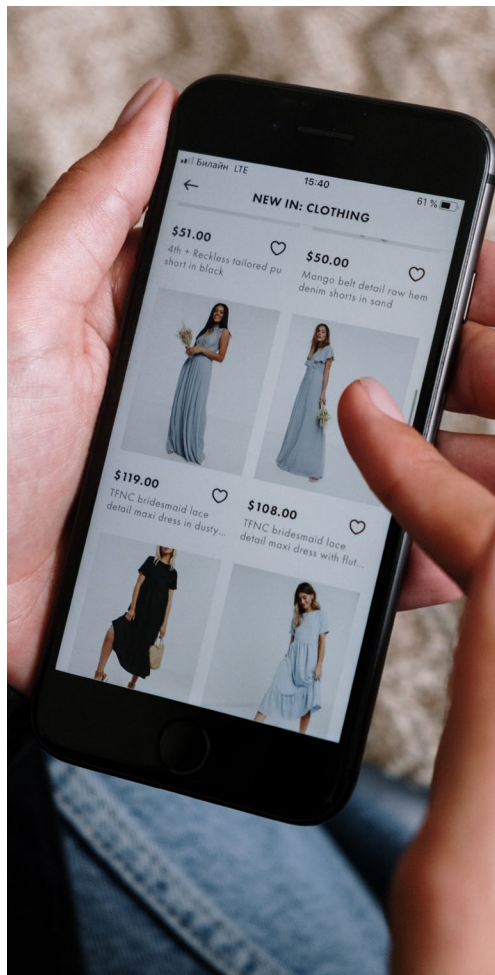 Билайн LTE
15:40
61 %
NEW IN: CLOTHING
$51.00
4th + Reckless tailored pu
short in black
$50.00
Mango belt detail raw hem
denim shorts in sand
$119.00
TFNC bridesmaid lace
detail maxi dress in dusty...
$108.00
TFNC bridesmaid lace
detail maxi dress with flut...